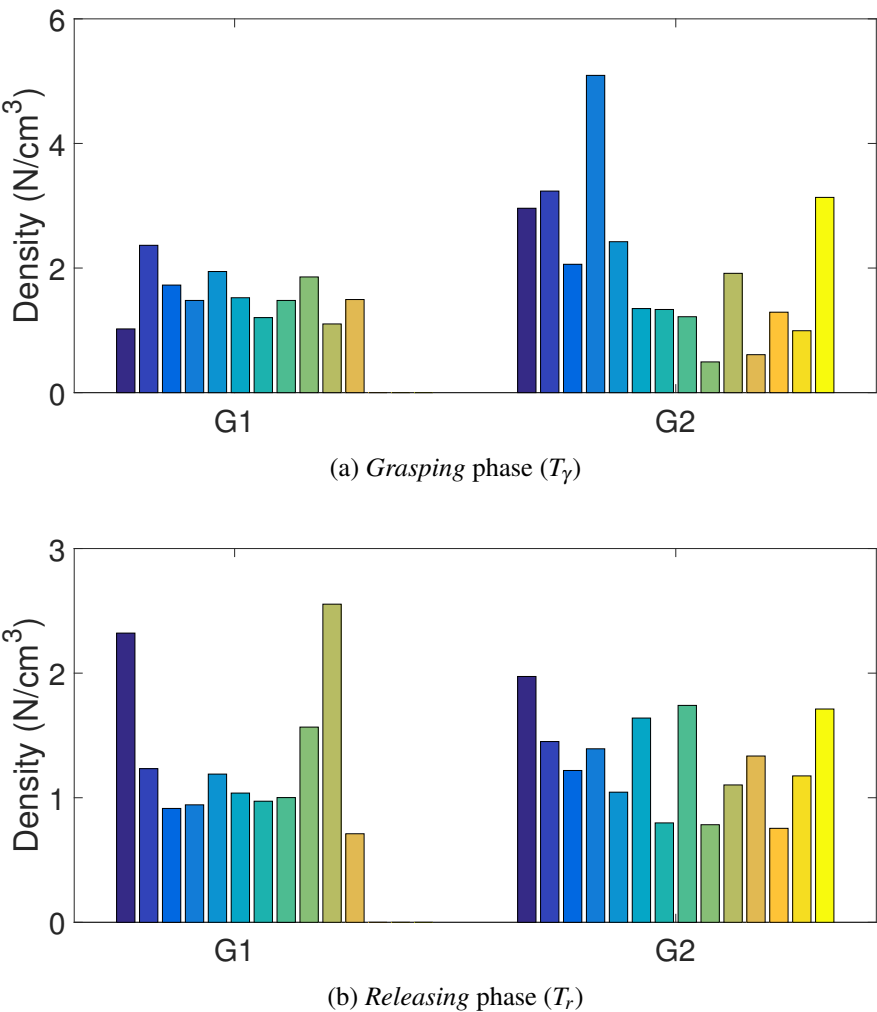 6
4
2
0
Density (N/cm³)
G1 G2
(a) Grasping phase (Tγ)
3
2
1
0
Density (N/cm³)
G1 G2
(b) Releasing phase (Tr)